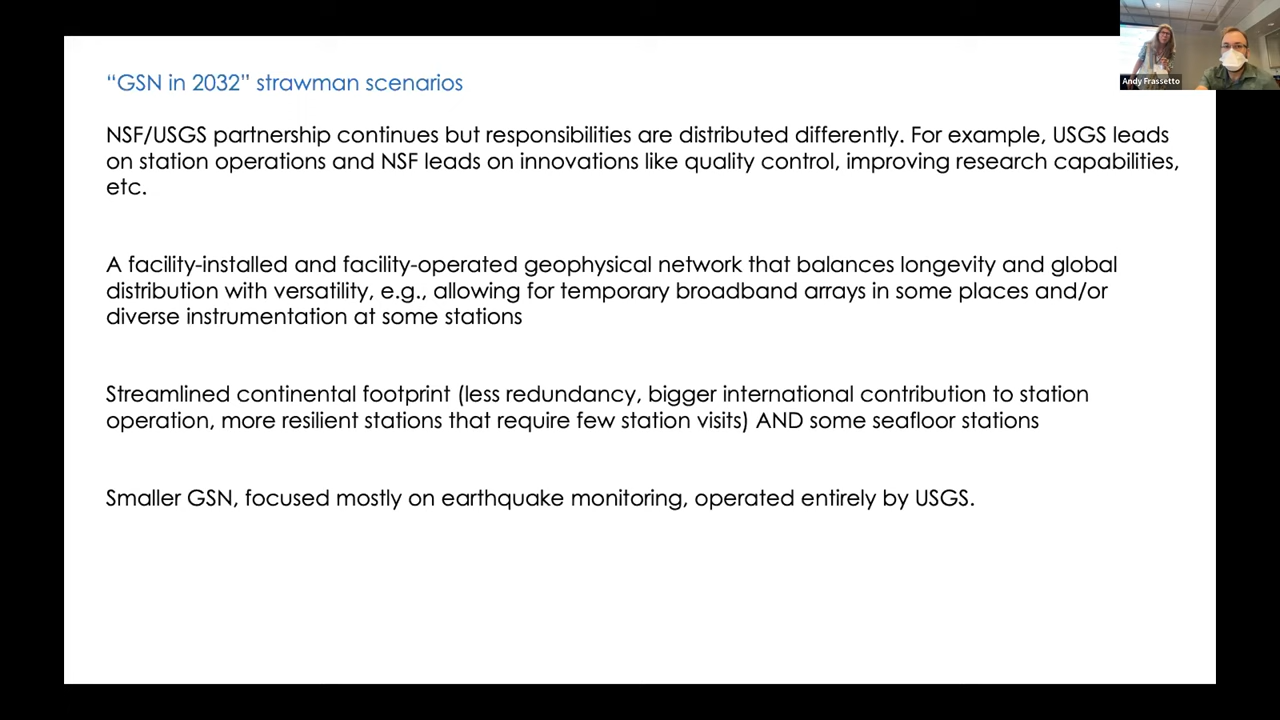 “GSN in 2032” strawman scenarios
NSF/USGS partnership continues but responsibilities are distributed differently. For example, USGS leads
on station operations and NSF leads on innovations like quality control, improving research capabilities,
etc.
A facility-installed and facility-operated geophysical network that balances longevity and global
distribution with versatility, e.g., allowing for temporary broadband arrays in some places and/or
diverse instrumentation at some stations
Streamlined continental footprint (less redundancy, bigger international contribution to station
operation, more resilient stations that require few station visits) AND some seafloor stations
Smaller GSN, focused mostly on earthquake monitoring, operated entirely by USGS.
Andy Frassetto